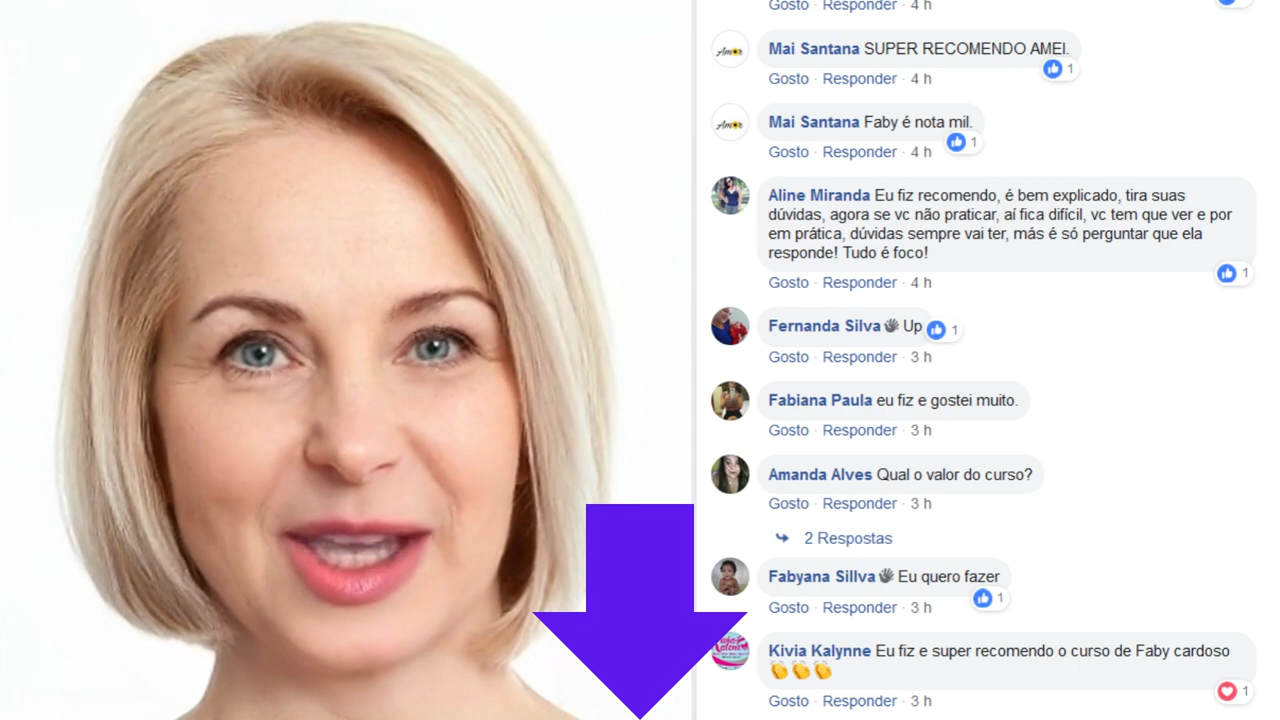 Gosto · Responder · 4 h
Mai Santana SUPER RECOMENDO AMEI.
1
Gosto · Responder · 4 h
Mai Santana Faby é nota mil.
1
Gosto · Responder · 4 h
Aline Miranda Eu fiz recomendo, é bem explicado, tira suas
dúvidas, agora se vc não praticar, aí fica difícil, vc tem que ver e por
em prática, dúvidas sempre vai ter, más é só perguntar que ela
responde! Tudo é foco!
1
Gosto · Responder · 4 h
Fernanda Silva👋 Up
1
Gosto · Responder · 3 h
Fabiana Paula eu fiz e gostei muito.
Gosto · Responder · 3 h
Amanda Alves Qual o valor do curso?
Gosto · Responder · 3 h
2 Respostas
Fabyana Sillva👋 Eu quero fazer
1
Gosto · Responder · 3 h
Kivia Kalynne Eu fiz e super recomendo o curso de Faby cardoso
👏👏👏
1
Gosto · Responder · 3 h